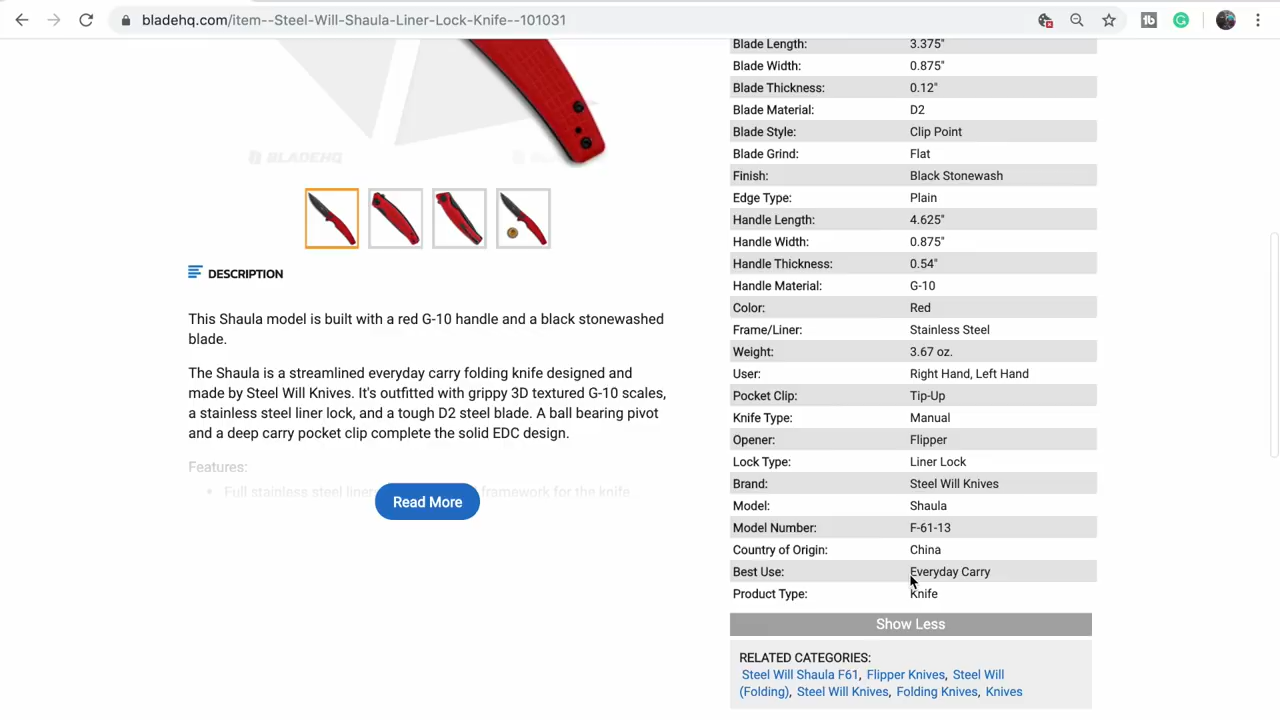 bladehq.com/item--Steel-Will-Shaula-Liner-Lock-Knife--101031
BLADEHQ
DESCRIPTION
This Shaula model is built with a red G-10 handle and a black stonewashed
blade.
The Shaula is a streamlined everyday carry folding knife designed and
made by Steel Will Knives. It's outfitted with grippy 3D textured G-10 scales,
a stainless steel liner lock, and a tough D2 steel blade. A ball bearing pivot
and a deep carry pocket clip complete the solid EDC design.
Features:
• Full stainless steel liner framework for the knife
Read More
Blade Length: 3.375"
Blade Width: 0.875"
Blade Thickness: 0.12"
Blade Material: D2
Blade Style: Clip Point
Blade Grind: Flat
Finish: Black Stonewash
Edge Type: Plain
Handle Length: 4.625"
Handle Width: 0.875"
Handle Thickness: 0.54"
Handle Material: G-10
Color: Red
Frame/Liner: Stainless Steel
Weight: 3.67 oz.
User: Right Hand, Left Hand
Pocket Clip: Tip-Up
Knife Type: Manual
Opener: Flipper
Lock Type: Liner Lock
Brand: Steel Will Knives
Model: Shaula
Model Number: F-61-13
Country of Origin: China
Best Use: Everyday Carry
Product Type: Knife
Show Less
RELATED CATEGORIES:
Steel Will Shaula F61, Flipper Knives, Steel Will
(Folding), Steel Will Knives, Folding Knives, Knives